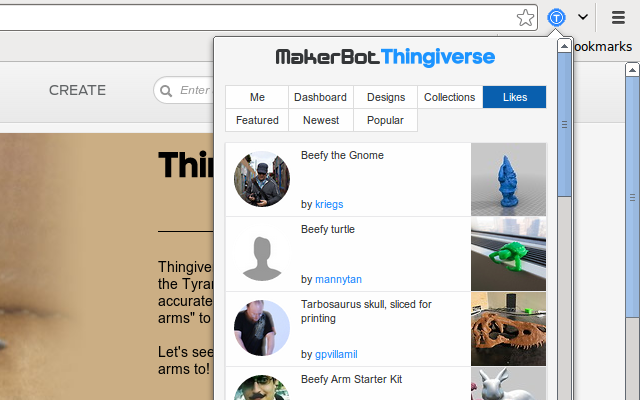 ookmarks
MakerBot Thingiverse
CREATE
Enter
Me Dashboard Designs Collections Likes
Featured Newest Popular
Beefy the Gnome
by kriegs
Beefy turtle
by mannytan
Tarbosaurus skull, sliced for
printing
by gpvillamil
Beefy Arm Starter Kit
Thin
Thingive
the Tyran
accurate
arms" to
Let's see
arms to!